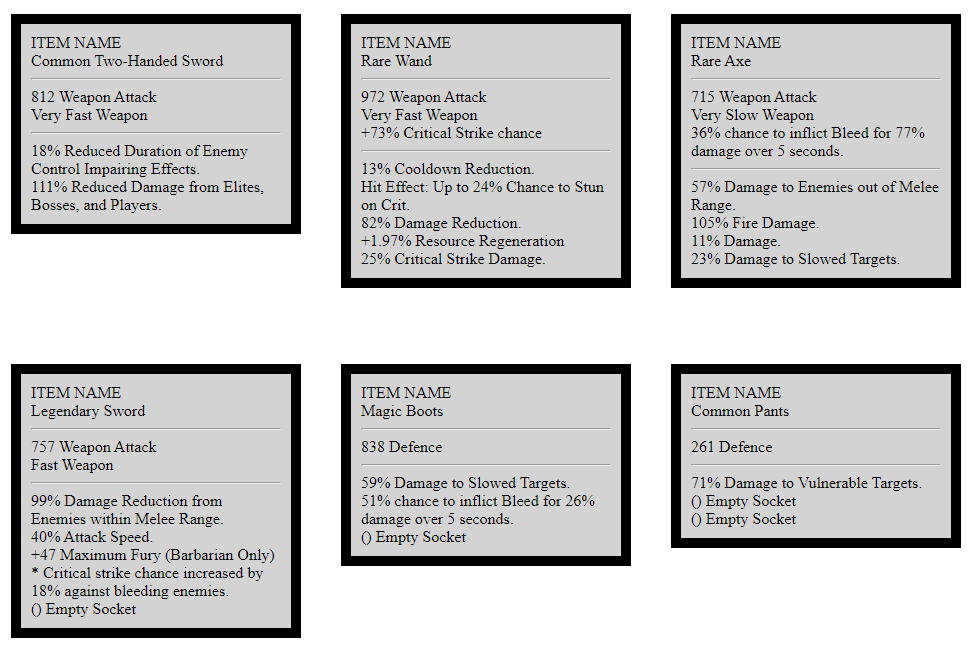 ITEM NAME
Common Two-Handed Sword
812 Weapon Attack
Very Fast Weapon
18% Reduced Duration of Enemy
Control Impairing Effects.
111% Reduced Damage from Elites,
Bosses, and Players.
ITEM NAME
Rare Wand
972 Weapon Attack
Very Fast Weapon
+73% Critical Strike chance
13% Cooldown Reduction.
Hit Effect: Up to 24% Chance to Stun
on Crit.
82% Damage Reduction.
+1.97% Resource Regeneration
25% Critical Strike Damage.
ITEM NAME
Rare Axe
715 Weapon Attack
Very Slow Weapon
36% chance to inflict Bleed for 77%
damage over 5 seconds.
57% Damage to Enemies out of Melee
Range.
105% Fire Damage.
11% Damage.
23% Damage to Slowed Targets.
ITEM NAME
Legendary Sword
757 Weapon Attack
Fast Weapon
99% Damage Reduction from
Enemies within Melee Range.
40% Attack Speed.
+47 Maximum Fury (Barbarian Only)
* Critical strike chance increased by
18% against bleeding enemies.
() Empty Socket
ITEM NAME
Magic Boots
838 Defence
59% Damage to Slowed Targets.
51% chance to inflict Bleed for 26%
damage over 5 seconds.
() Empty Socket
ITEM NAME
Common Pants
261 Defence
71% Damage to Vulnerable Targets.
() Empty Socket
() Empty Socket